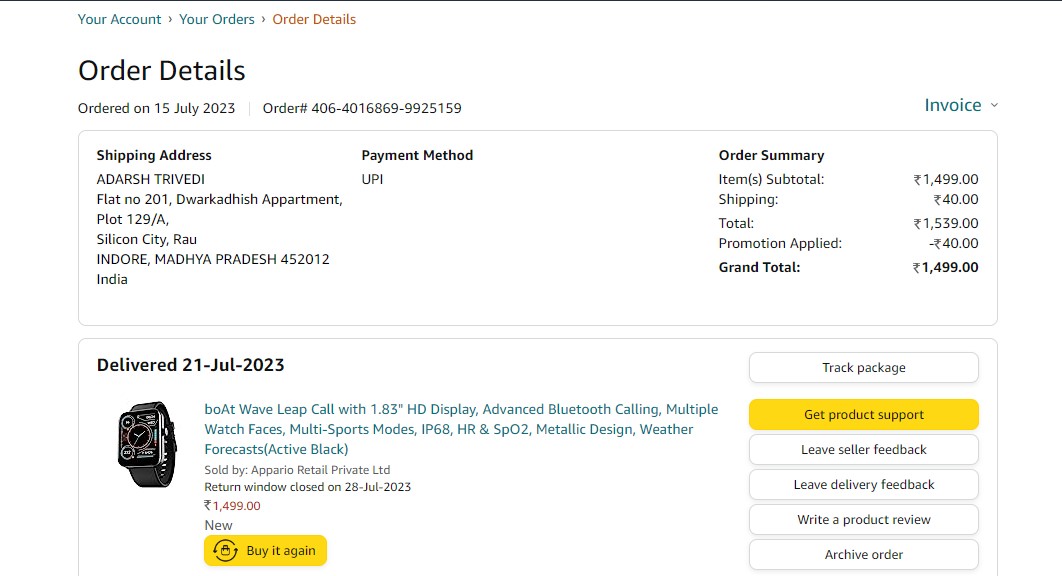 Your Account › Your Orders › Order Details
Order Details
Ordered on 15 July 2023 Order# 406-4016869-9925159
Invoice
Shipping Address
ADARSH TRIVEDI
Flat no 201, Dwarkadhish Appartment,
Plot 129/A,
Silicon City, Rau
INDORE, MADHYA PRADESH 452012
India
Payment Method
UPI
Order Summary
Item(s) Subtotal: ₹1,499.00
Shipping: ₹40.00
Total: ₹1,539.00
Promotion Applied: -₹40.00
Grand Total: ₹1,499.00
Delivered 21-Jul-2023
boAt Wave Leap Call with 1.83" HD Display, Advanced Bluetooth Calling, Multiple
Watch Faces, Multi-Sports Modes, IP68, HR & SpO2, Metallic Design, Weather
Forecasts(Active Black)
Sold by: Appario Retail Private Ltd
Return window closed on 28-Jul-2023
₹1,499.00
New
Buy it again
Track package
Get product support
Leave seller feedback
Leave delivery feedback
Write a product review
Archive order